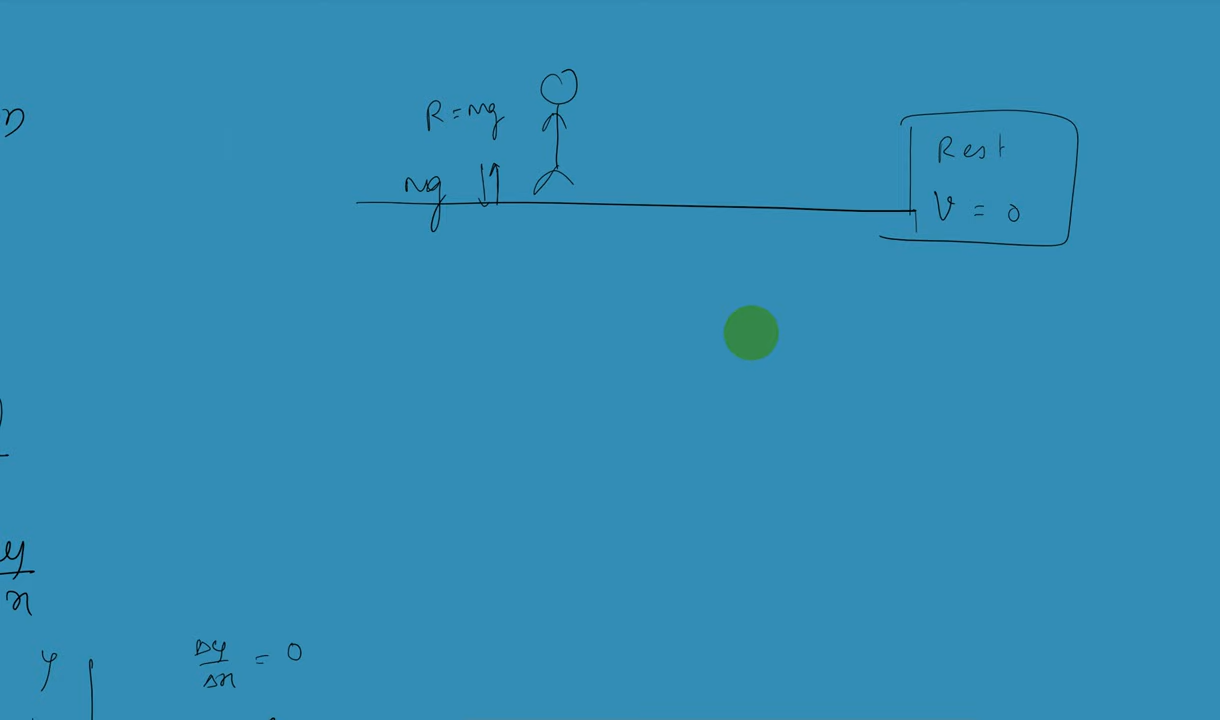 R = mg
mg
Rest
V = 0
y
x
y
Δy/Δx = 0